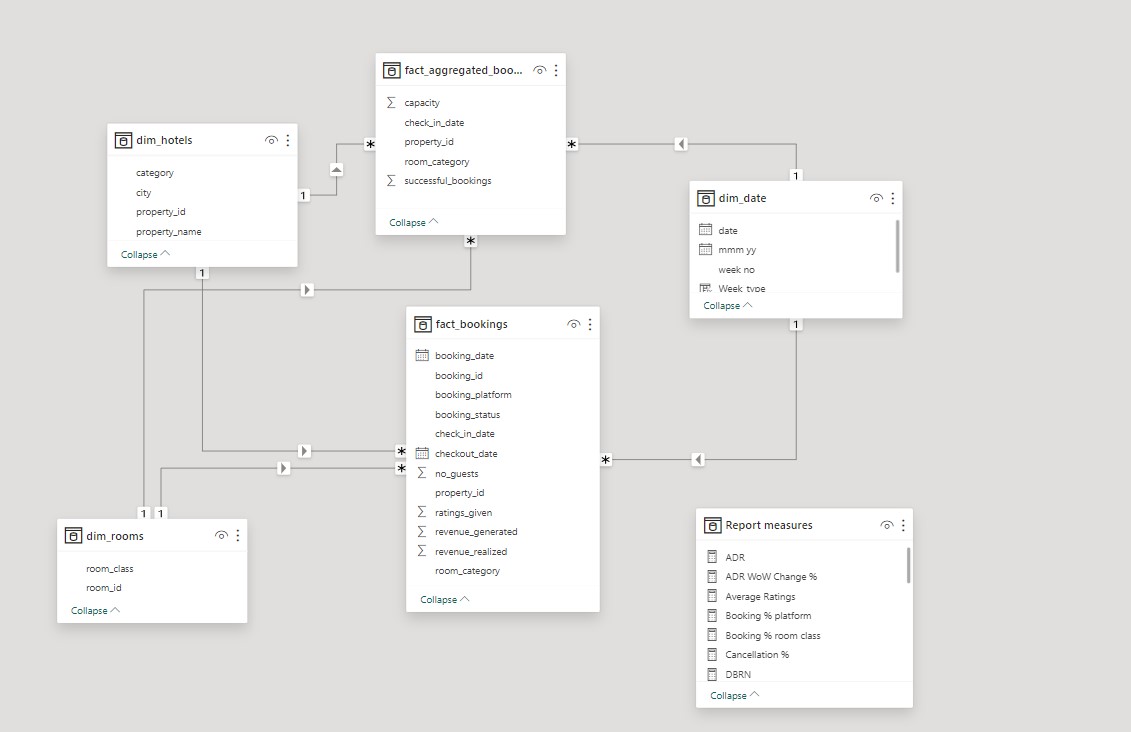 fact_aggregated_boo...
capacity
check_in_date
property_id
room_category
successful_bookings
Collapse
dim_hotels
category
city
property_id
property_name
Collapse
dim_date
date
mmm yy
week no
Week_type
Collapse
fact_bookings
booking_date
booking_id
booking_platform
booking_status
check_in_date
checkout_date
no_guests
property_id
ratings_given
revenue_generated
revenue_realized
room_category
Collapse
dim_rooms
room_class
room_id
Collapse
Report measures
ADR
ADR WoW Change %
Average Ratings
Booking % platform
Booking % room class
Cancellation %
DBRN
Collapse
1
*
*
1
*
1
1
*
*
*
1
1